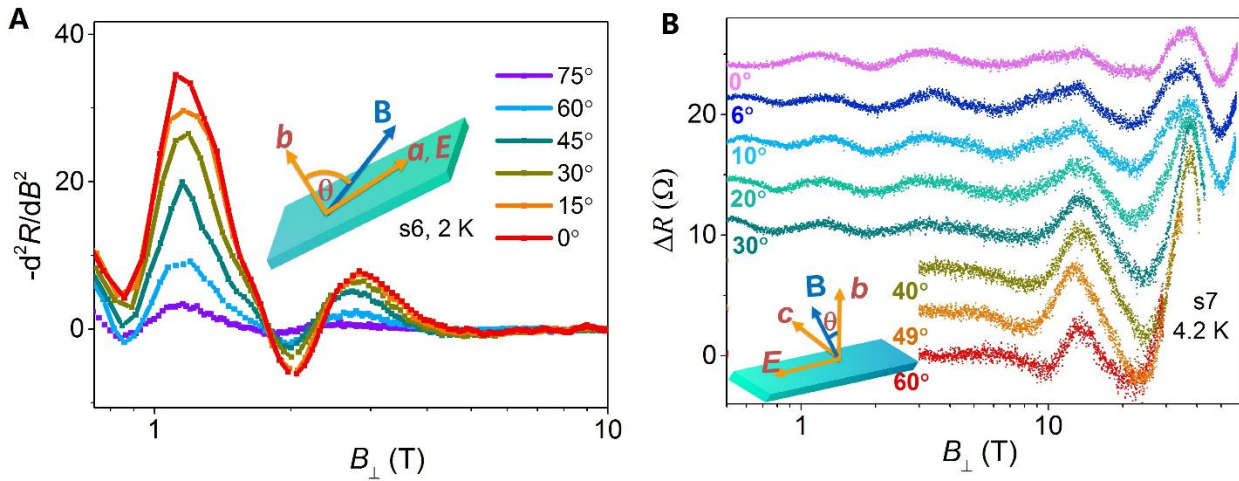 A
-d²R/dB²
40
20
0
1
10
B⊥ (T)
75°
60°
45°
30°
15°
0°
b
B
a, E
θ
s6, 2 K
B
ΔR (Ω)
20
10
0
1
10
B⊥ (T)
0°
6°
10°
20°
30°
40°
49°
60°
B
b
c
θ
E
s7
4.2 K